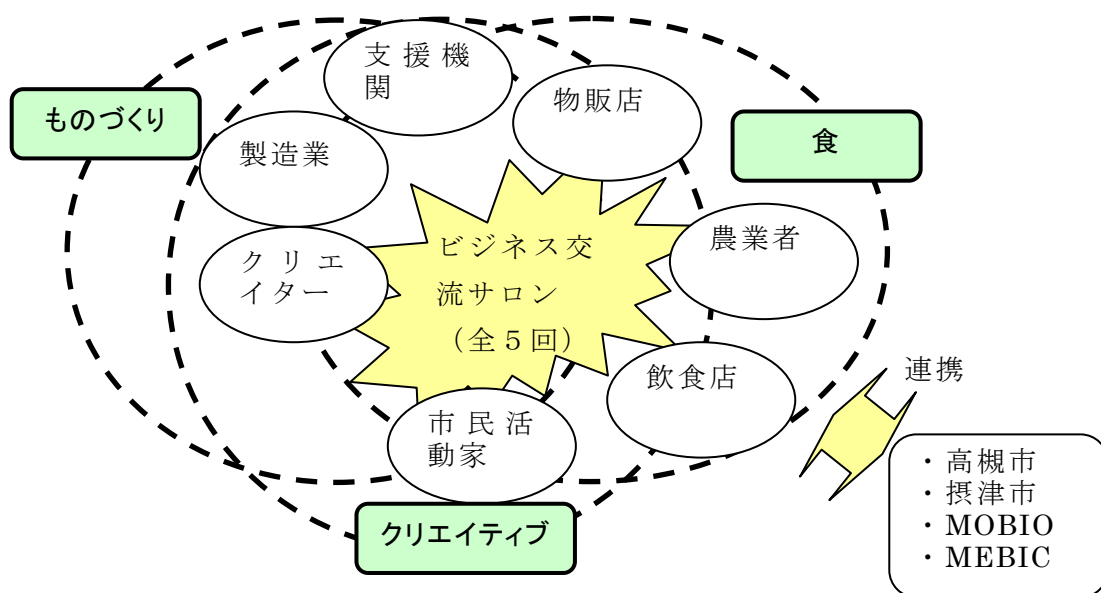 支援機
関
物販店
ものづくり
食
製造業
農業者
クリエ
イター
ビジネス交
流サロン
（全５回）
飲食店
連携
市民活
動家
クリエイティブ
・高槻市
・摂津市
・MOBIO
・MEBIC